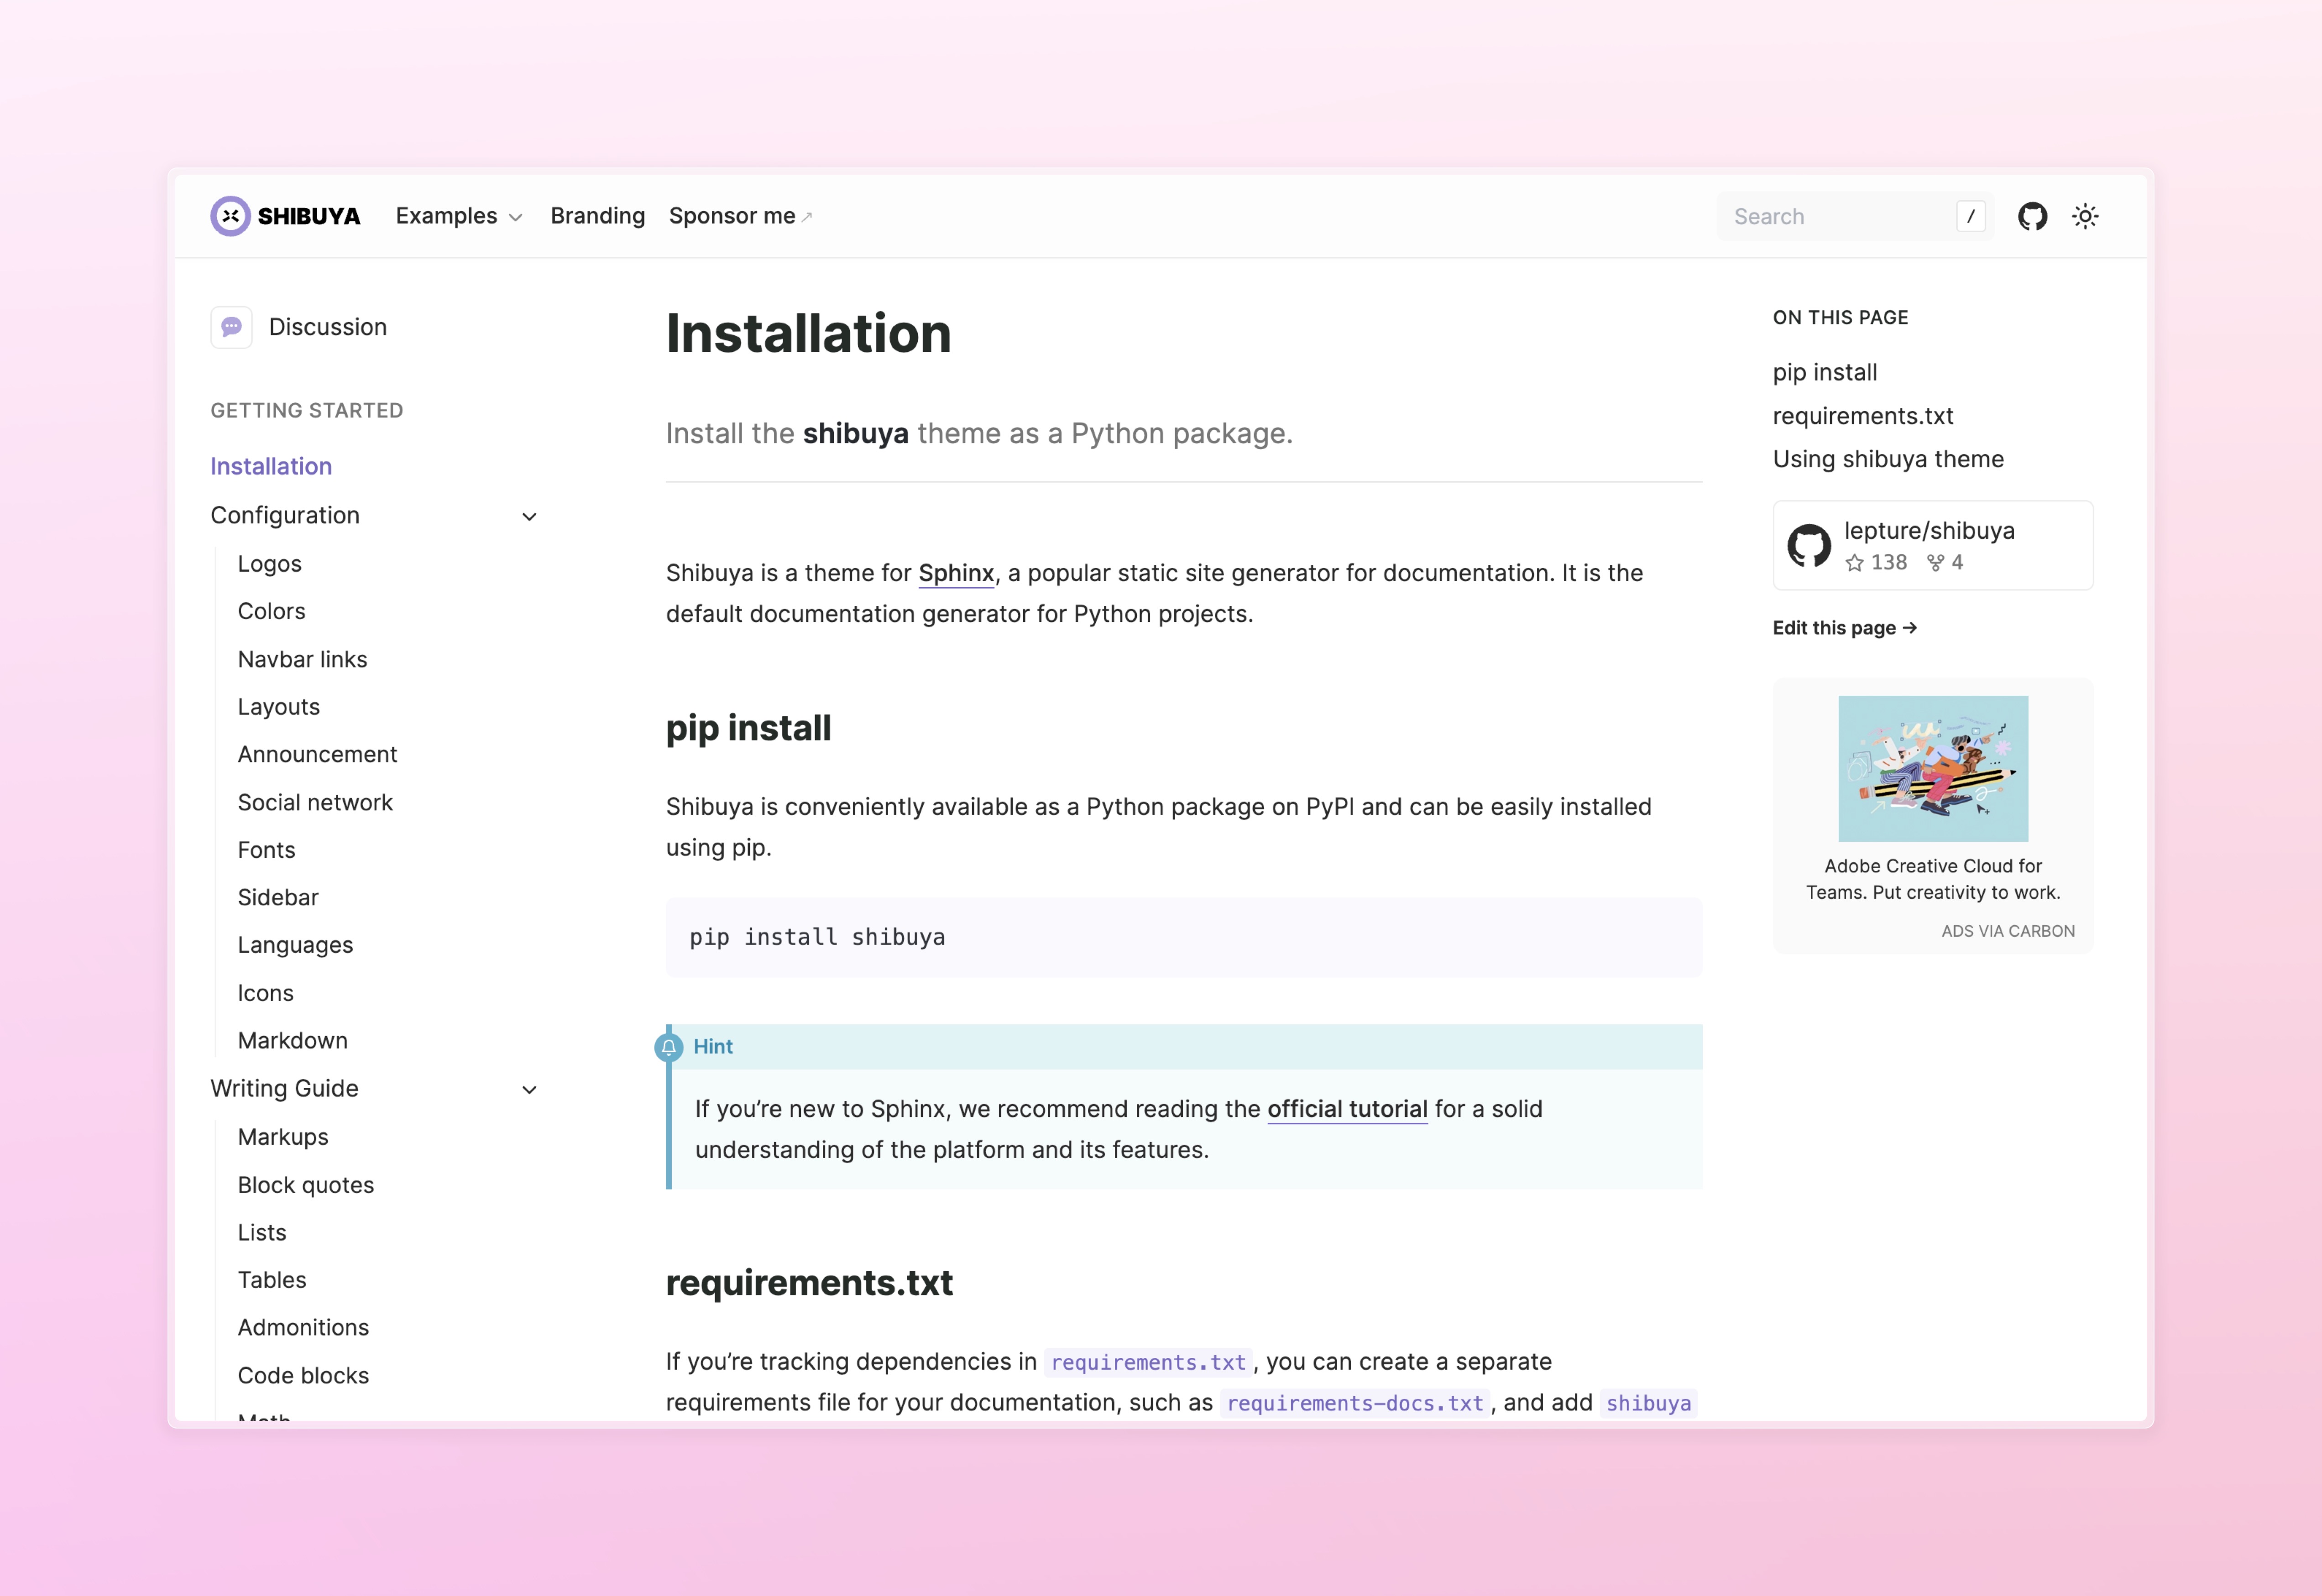 SHIBUYA
Examples
Branding
Sponsor me
Search
/
Discussion
GETTING STARTED
Installation
Configuration
Logos
Colors
Navbar links
Layouts
Announcement
Social network
Fonts
Sidebar
Languages
Icons
Markdown
Writing Guide
Markups
Block quotes
Lists
Tables
Admonitions
Code blocks
Installation
Install the shibuya theme as a Python package.
Shibuya is a theme for Sphinx, a popular static site generator for documentation. It is the
default documentation generator for Python projects.
pip install
Shibuya is conveniently available as a Python package on PyPI and can be easily installed
using pip.
pip install shibuya
Hint
If you’re new to Sphinx, we recommend reading the official tutorial for a solid
understanding of the platform and its features.
requirements.txt
If you’re tracking dependencies in requirements.txt, you can create a separate
requirements file for your documentation, such as requirements-docs.txt, and add shibuya
ON THIS PAGE
pip install
requirements.txt
Using shibuya theme
lepture/shibuya
138 4
Edit this page →
Adobe Creative Cloud for
Teams. Put creativity to work.
ADS VIA CARBON